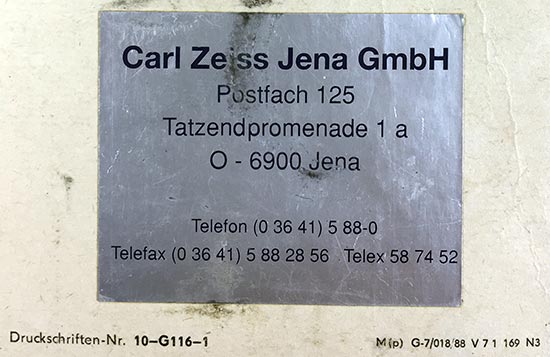 Carl Zeiss Jena GmbH
Postfach 125
Tatzendpromenade 1 a
O - 6900 Jena
Telefon (0 36 41) 5 88-0
Telefax (0 36 41) 5 88 28 56 Telex 58 74 52
Druckschriften-Nr. 10-G116-1 M(p) G-7/018/88 V 7 1 169 N3